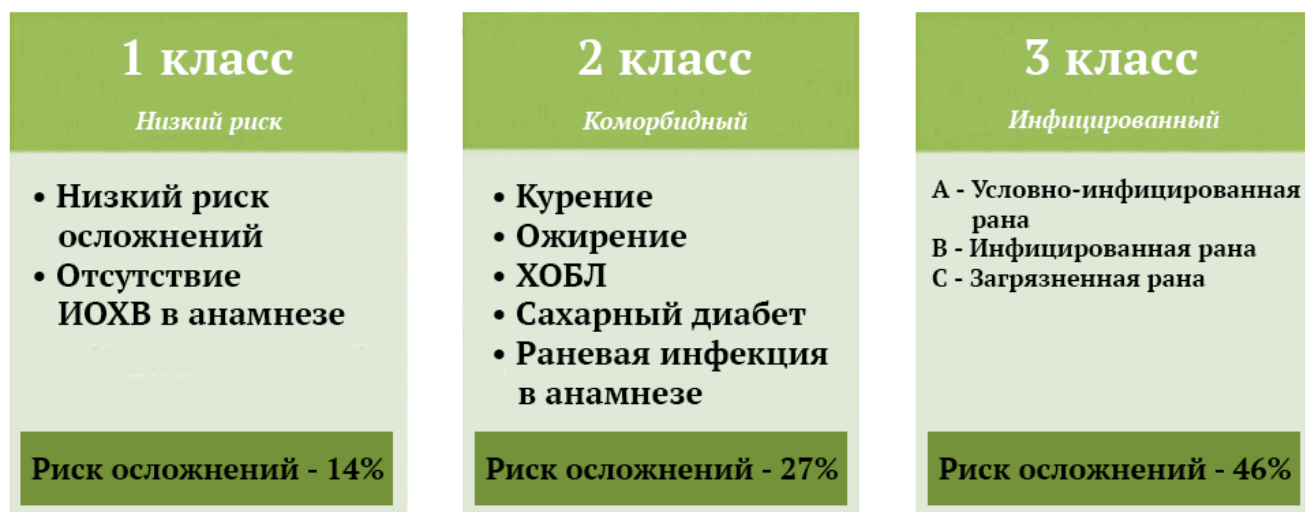 1 класс
Низкий риск
• Низкий риск
осложнений
• Отсутствие
ИОХВ в анамнезе
Риск осложнений - 14%
2 класс
Коморбидный
• Курение
• Ожирение
• ХОБЛ
• Сахарный диабет
• Раневая инфекция
в анамнезе
Риск осложнений - 27%
3 класс
Инфицированный
А - Условно-инфицированная
рана
В - Инфицированная рана
С - Загрязненная рана
Риск осложнений - 46%